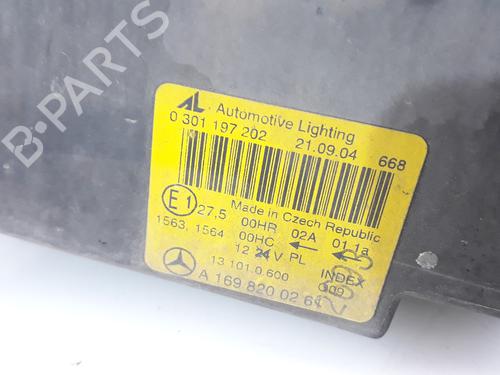 B-PARTS
AL Automotive Lighting
0 301 197 202 21.09.04 668
Made in Czech Republic
E1 27,5 00HR 02A 01 1a
1563, 1564 00HC ← ←
12 V PL
13 101 0 600 INDEX
A 169 820 02 61 009